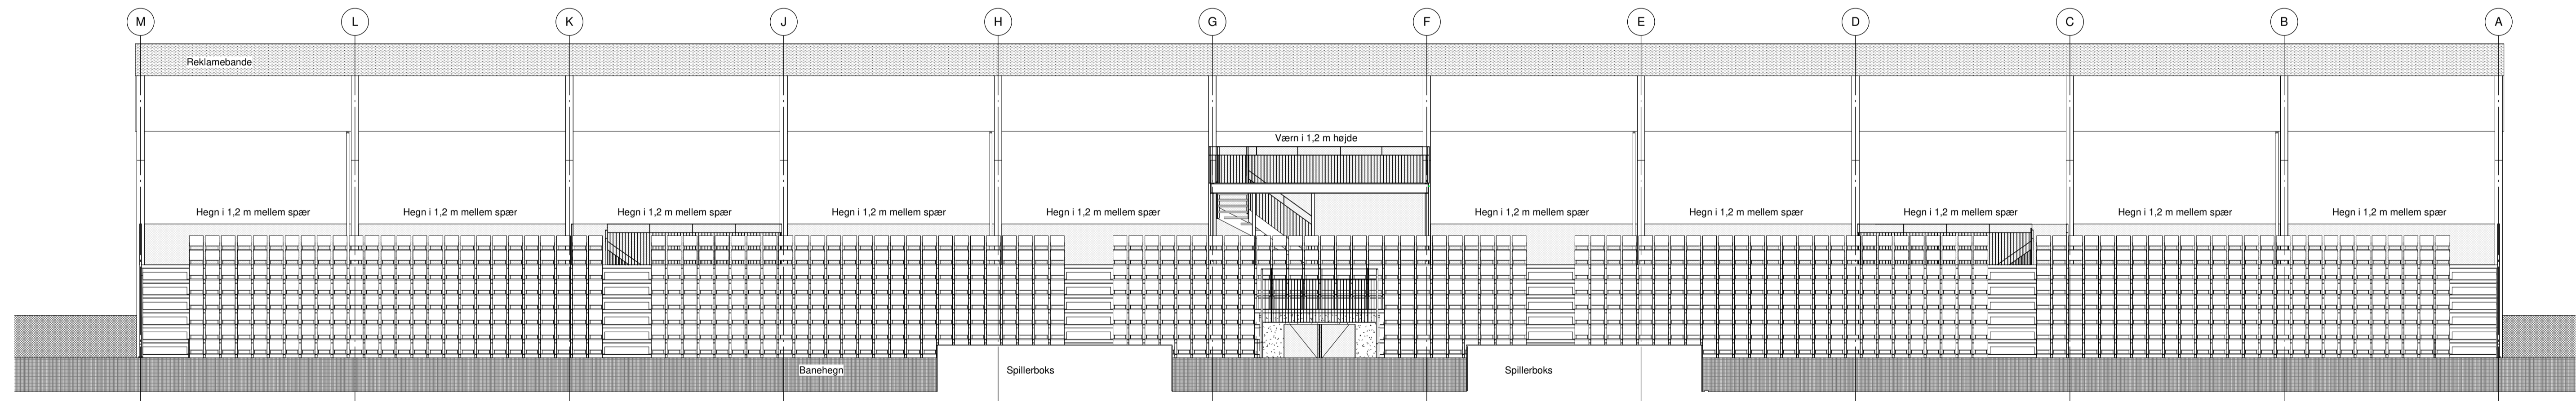 M L K J H G F E D C B A
Reklamebande
Værn i 1,2 m højde
Hegn i 1,2 m mellem spær Hegn i 1,2 m mellem spær Hegn i 1,2 m mellem spær Hegn i 1,2 m mellem spær Hegn i 1,2 m mellem spær Hegn i 1,2 m mellem spær Hegn i 1,2 m mellem spær Hegn i 1,2 m mellem spær Hegn i 1,2 m mellem spær Hegn i 1,2 m mellem spær
Banehegn Spillerboks Spillerboks